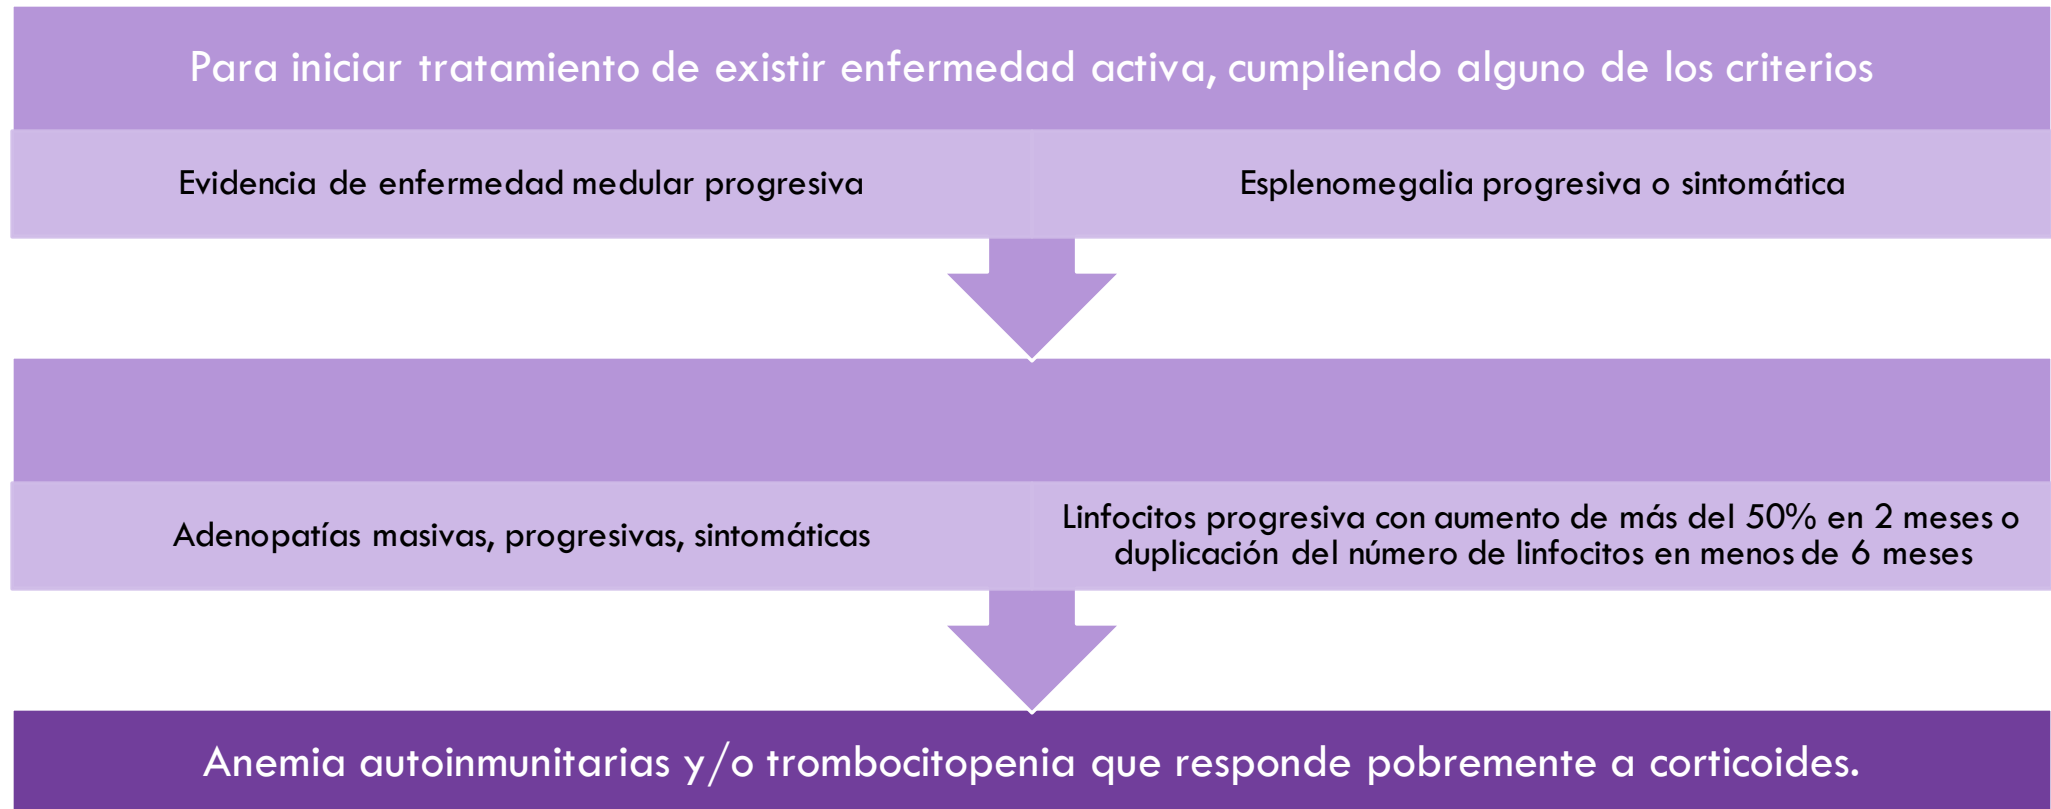 Para iniciar tratamiento de existir enfermedad activa, cumpliendo alguno de los criterios
Evidencia de enfermedad medular progresiva
Esplenomegalia progresiva o sintomática
Adenopatías masivas, progresivas, sintomáticas
Linfocitos progresiva con aumento de más del 50% en 2 meses o
duplicación del número de linfocitos en menos de 6 meses
Anemia autoinmunitarias y/o trombocitopenia que responde pobremente a corticoides.